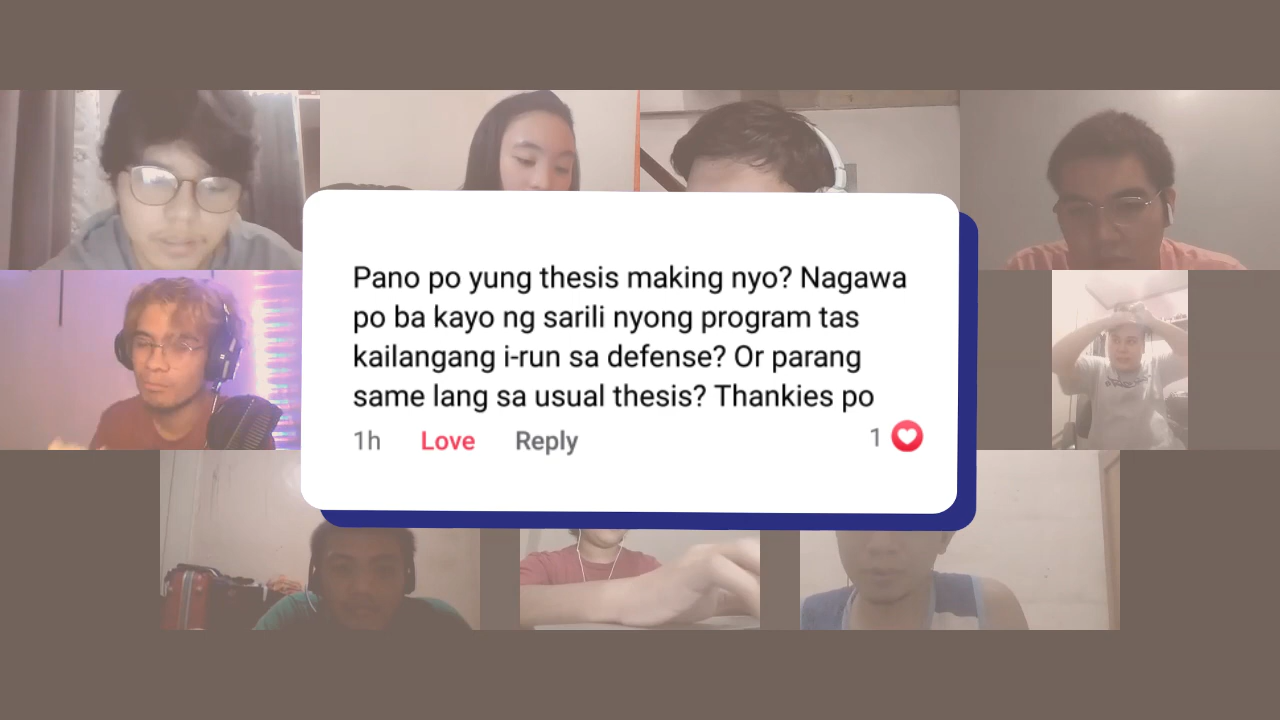 Pano po yung thesis making nyo? Nagawa
po ba kayo ng sarili nyong program tas
kailangang i-run sa defense? Or parang
same lang sa usual thesis? Thankies po
1h Love Reply 1